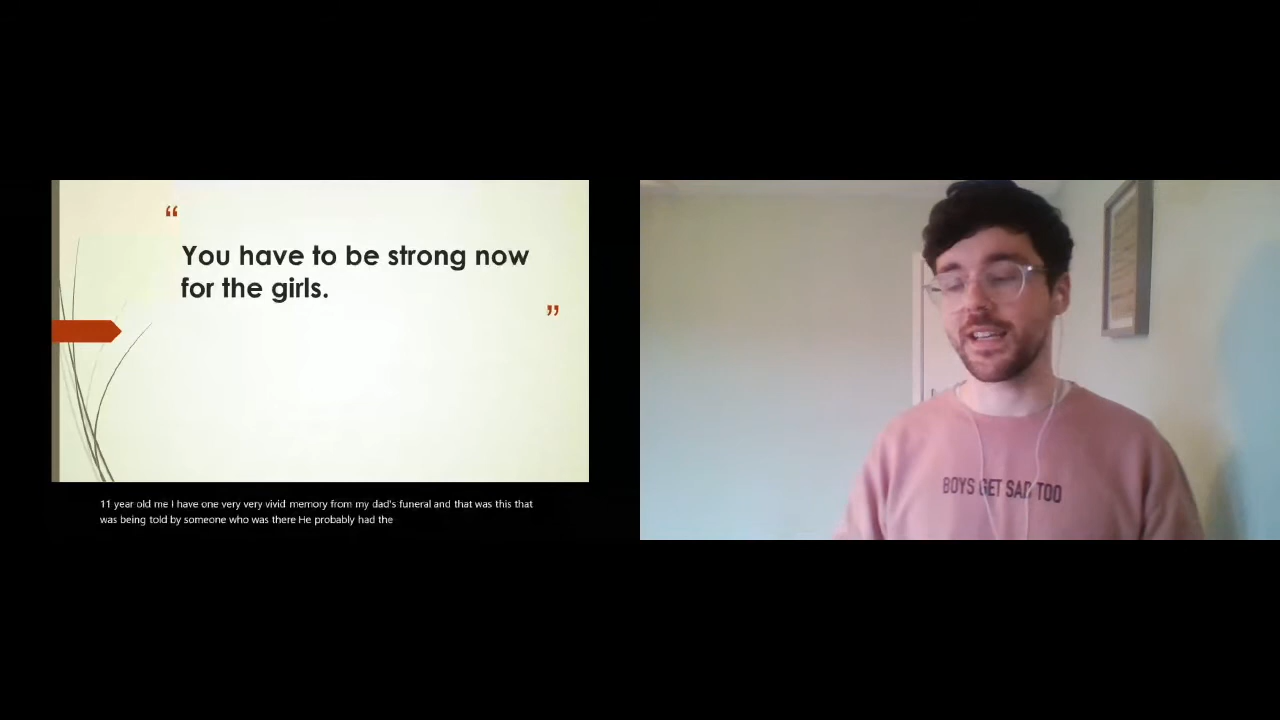 “
You have to be strong now
for the girls.
”
11 year old me I have one very very vivid memory from my dad's funeral and that was this that
was being told by someone who was there He probably had the
BOYS GET SAD TOO